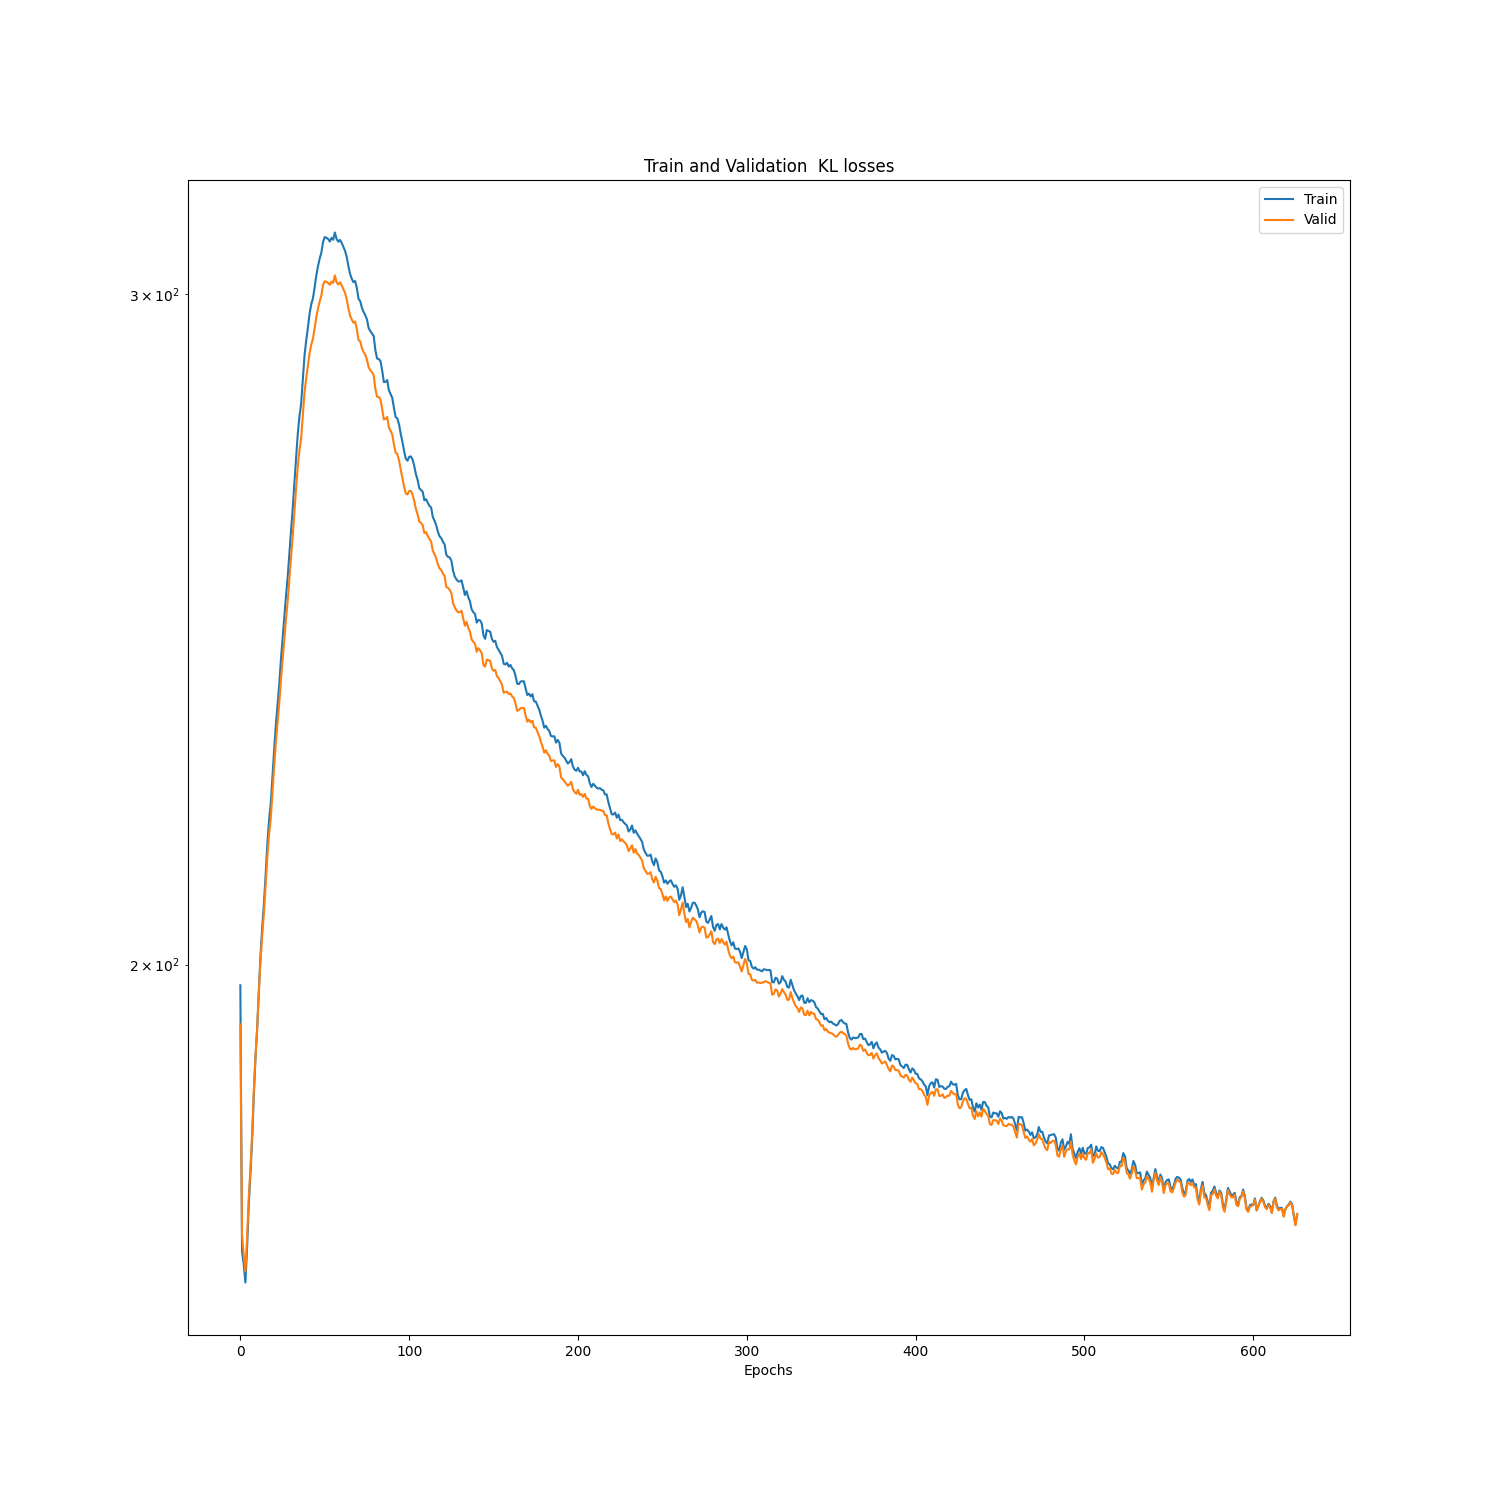 Train and Validation  KL losses
Train
Valid
3 × 10²
2 × 10²
0 100 200 300 400 500 600
Epochs